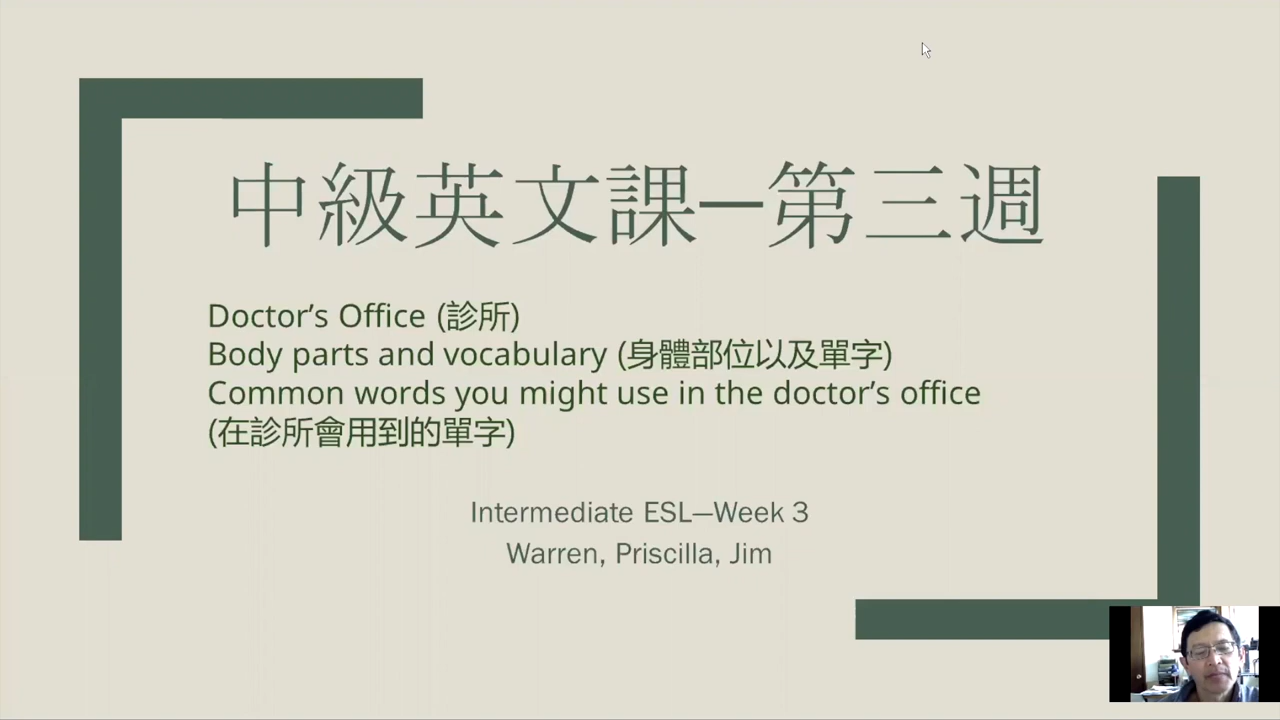 中級英文課—第三週
Doctor’s Office (診所)
Body parts and vocabulary (身體部位以及單字)
Common words you might use in the doctor’s office
(在診所會用到的單字)
Intermediate ESL—Week 3
Warren, Priscilla, Jim